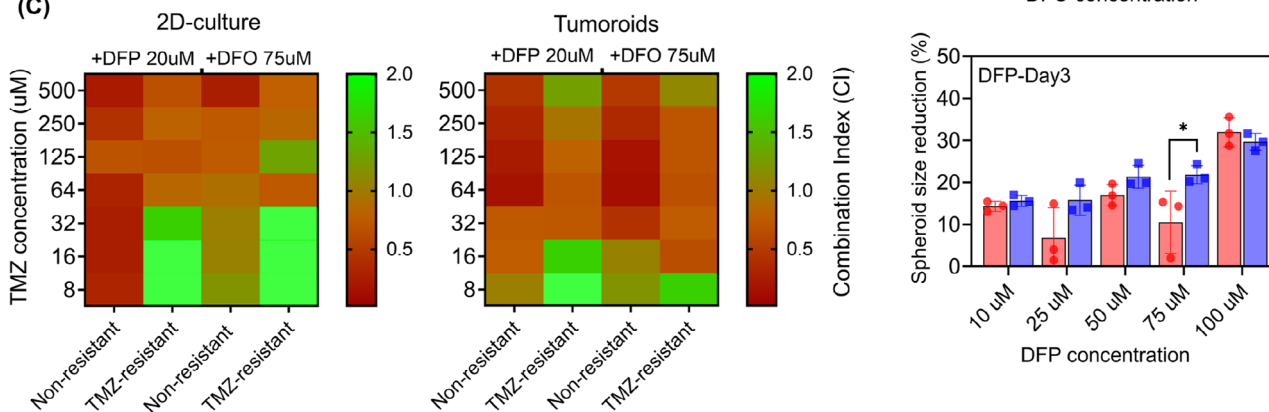 (C)
2D-culture
+DFP 20uM +DFO 75uM
TMZ concentration (uM)
500
250
125
64
32
16
8
Non-resistant
TMZ-resistant
Non-resistant
TMZ-resistant
2.0
1.5
1.0
0.5
Tumoroids
+DFP 20uM +DFO 75uM
500
250
125
64
32
16
8
Non-resistant
TMZ-resistant
Non-resistant
TMZ-resistant
2.0
1.5
1.0
0.5
Combination Index (CI)
Spheroid size reduction (%)
50
40
30
20
10
0
DFP-Day3
*
10 uM
25 uM
50 uM
75 uM
100 uM
DFP concentration